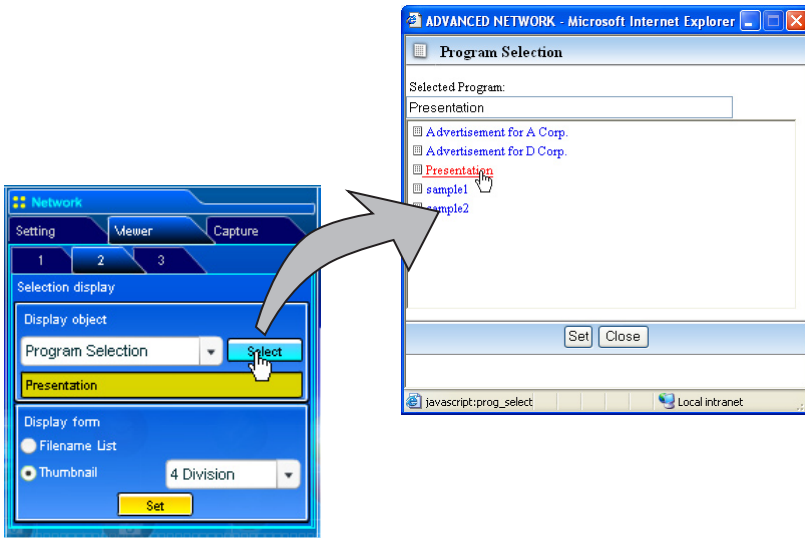 Network
Setting Viewer Capture
1 2 3
Selection display
Display object
Program Selection Select
Presentation
Display form
Filename List
Thumbnail 4 Division
Set
ADVANCED NETWORK - Microsoft Internet Explorer
Program Selection
Selected Program:
Presentation
Advertisement for A Corp.
Advertisement for D Corp.
Presentation
sample1
sample2
Set Close
javascript:prog_select Local intranet